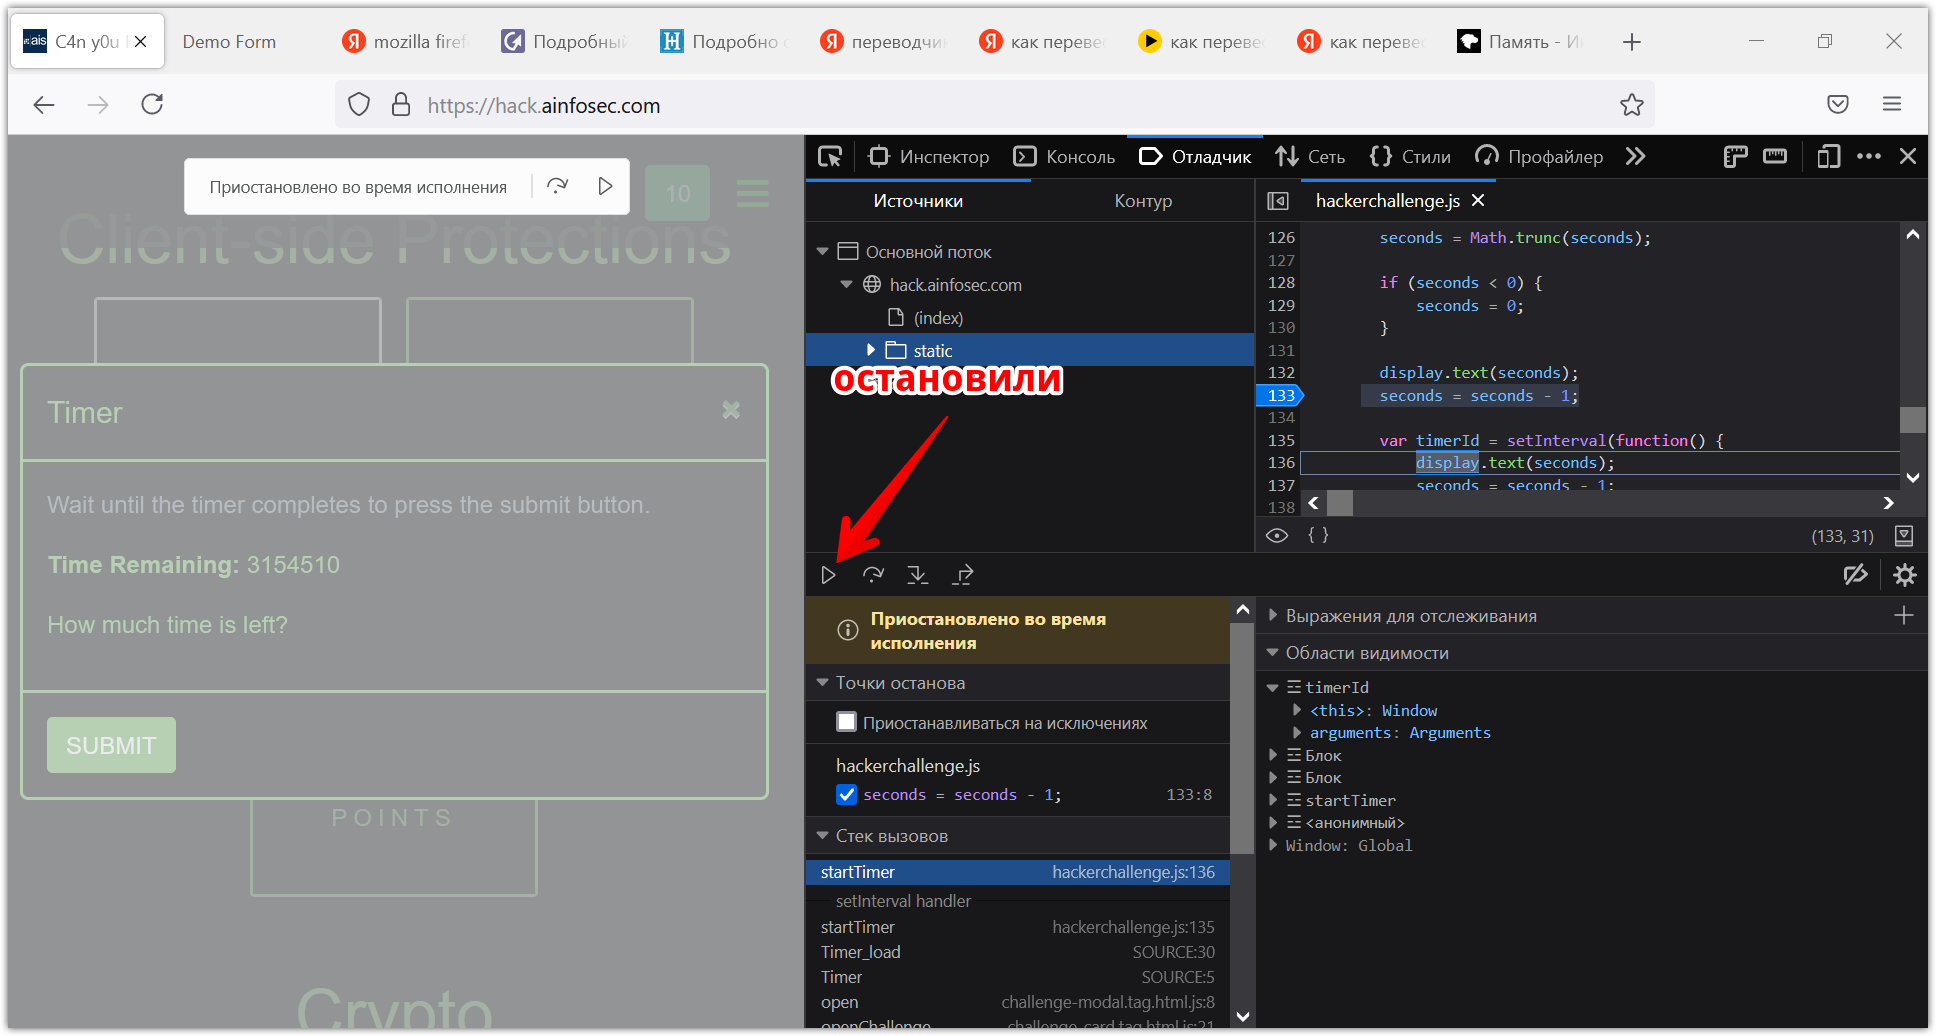 C4n y0u
Demo Form
mozilla firef
Подробный
Подробно
переводчи
как переве
как переве
как переве
Память - И
https://hack.ainfosec.com
Приостановлено во время исполнения
10
Client-side Protections
Timer
Wait until the timer completes to press the submit button.
Time Remaining: 3154510
How much time is left?
SUBMIT
POINTS
Crypto
Инспектор
Консоль
Отладчик
Сеть
Стили
Профайлер
Источники
Контур
Основной поток
hack.ainfosec.com
(index)
static
остановили
hackerchallenge.js
126 seconds = Math.trunc(seconds);
127
128 if (seconds < 0) {
129 seconds = 0;
130 }
131
132 display.text(seconds);
133 seconds = seconds - 1;
134
135 var timerId = setInterval(function() {
136 display.text(seconds);
137 seconds = seconds - 1;
138
{ }
(133, 31)
Приостановлено во время
исполнения
Точки останова
Приостанавливаться на исключениях
hackerchallenge.js
seconds = seconds - 1; 133:8
Стек вызовов
startTimer hackerchallenge.js:136
setInterval handler
startTimer hackerchallenge.js:135
Timer_load SOURCE:30
Timer SOURCE:5
open challenge-modal.tag.html.js:8
openChallenge challenge-card.tag.html.js:21
Выражения для отслеживания
Области видимости
timerId
<this>: Window
arguments: Arguments
Блок
Блок
startTimer
<анонимный>
Window: Global